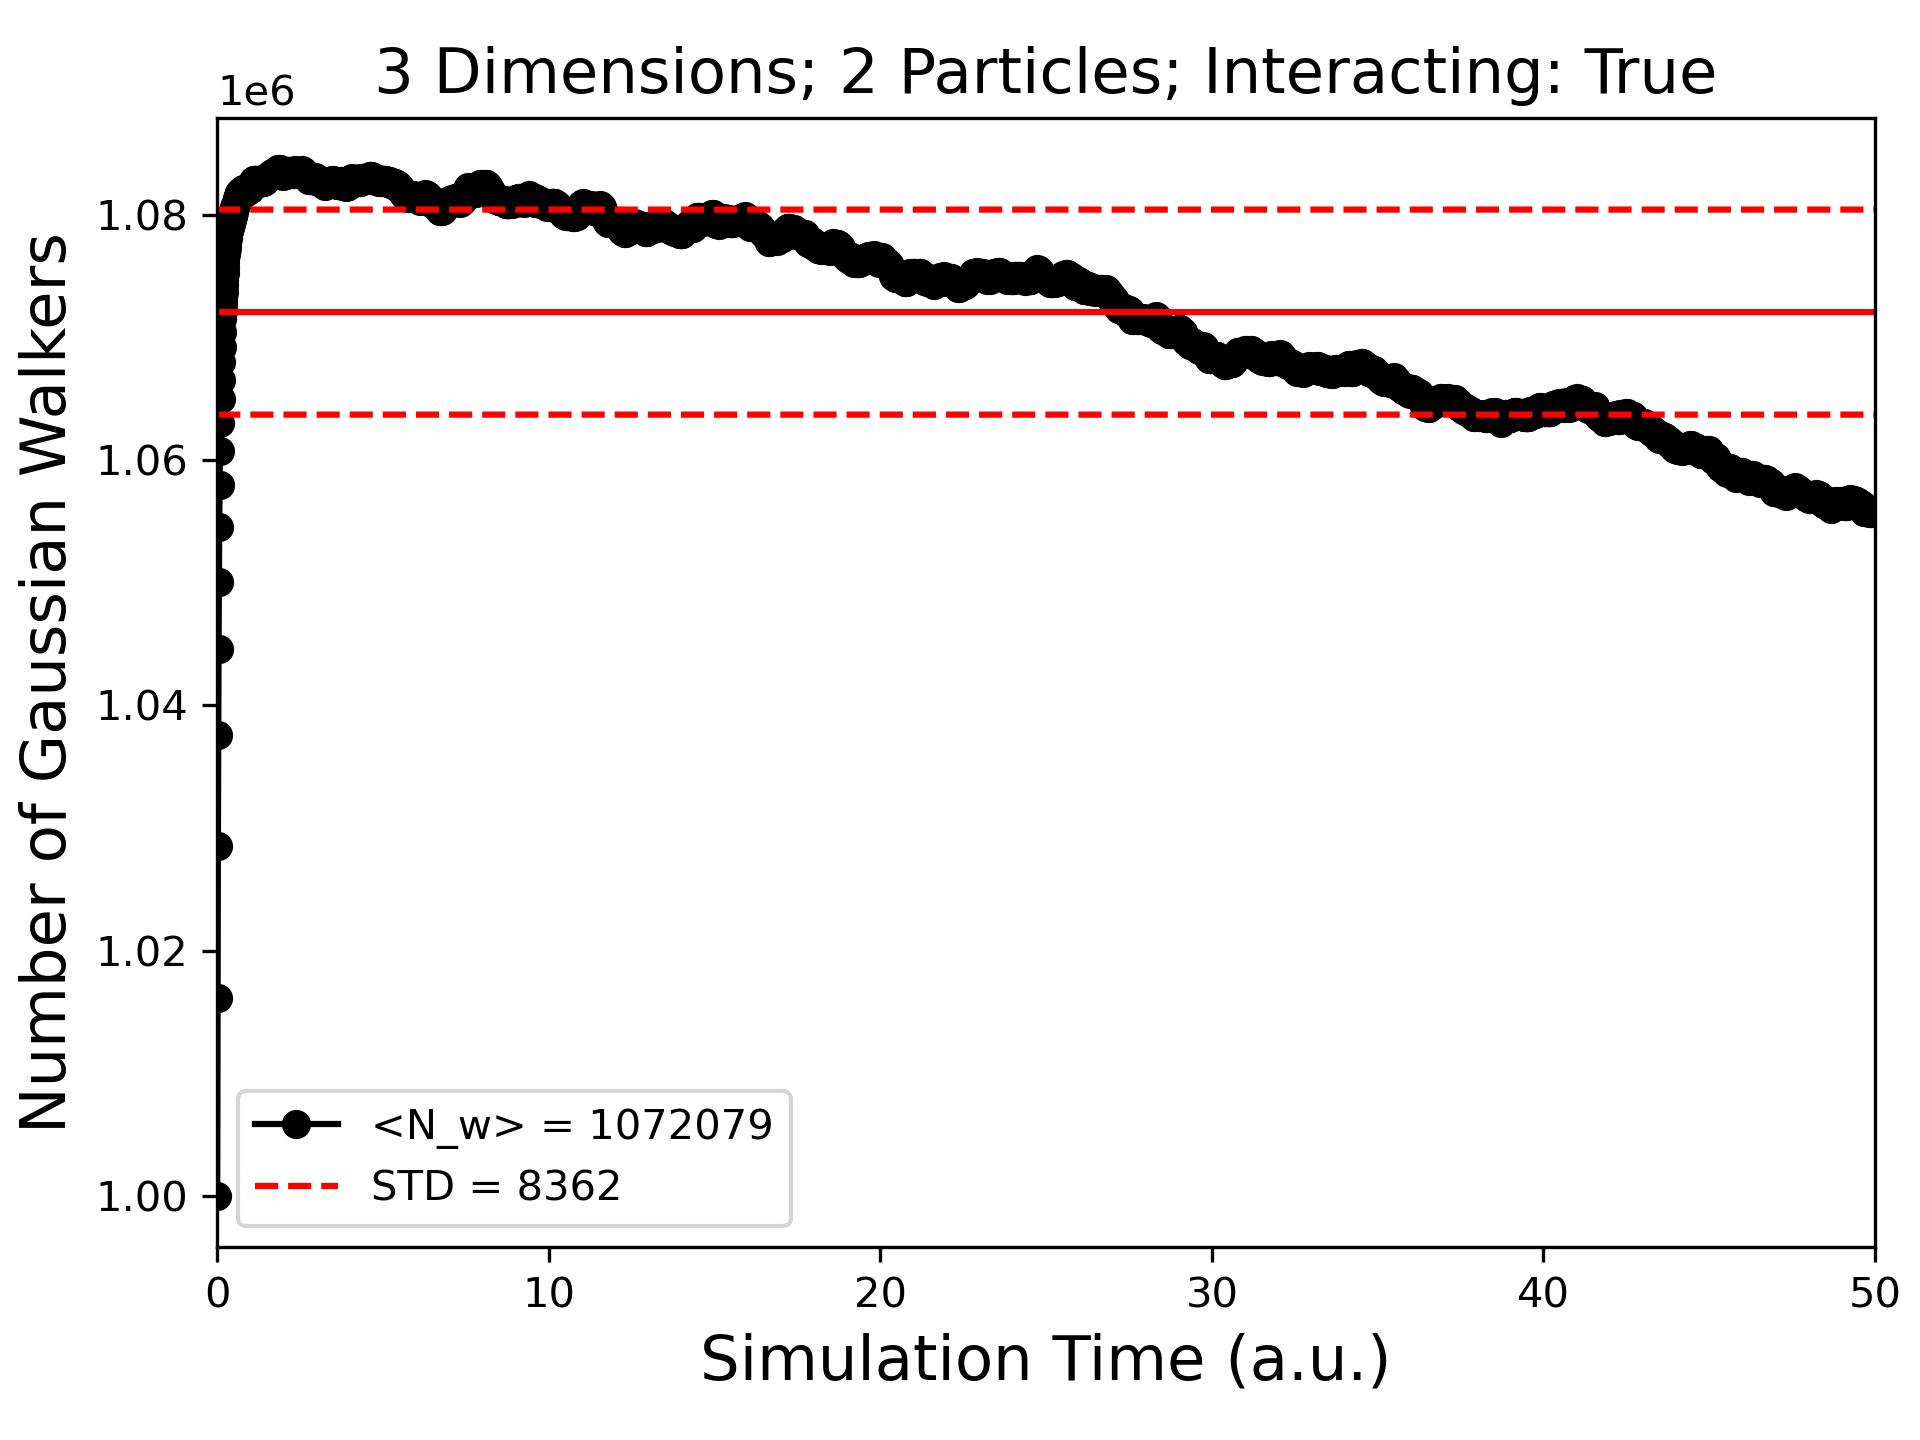 3 Dimensions; 2 Particles; Interacting: True
1e6
Number of Gaussian Walkers
1.08
1.06
1.04
1.02
1.00
<N_w> = 1072079
STD = 8362
0 10 20 30 40 50
Simulation Time (a.u.)